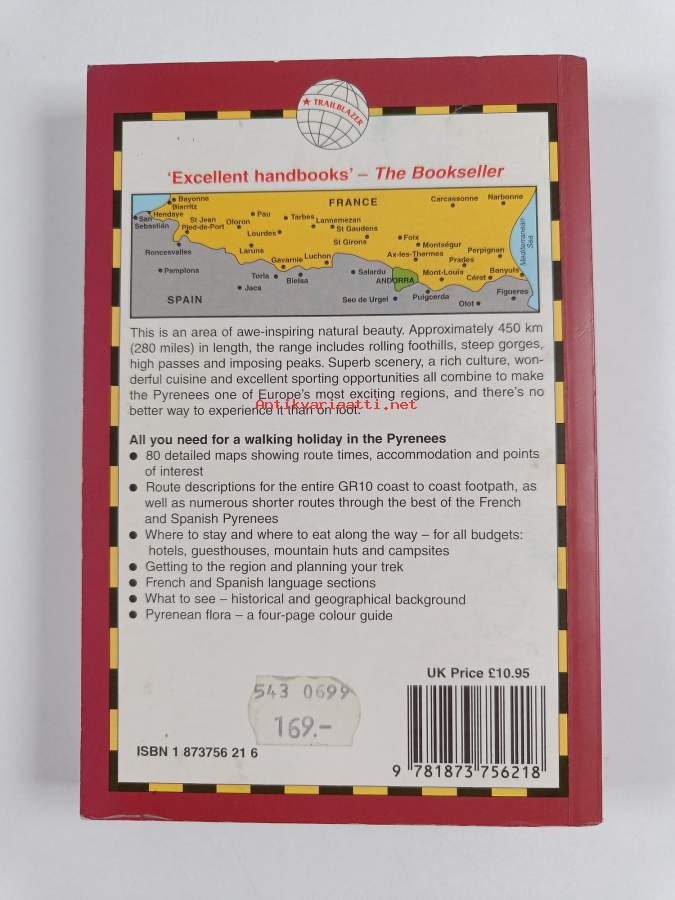 ★ TRAILBLAZER
'Excellent handbooks' – The Bookseller
FRANCE
Carcassonne
Narbonne
Bayonne
Biarritz
Hendaye
San Sebastián
St Jean Pied-de-Port
Oloron
Pau
Lourdes
Tarbes
Lannemezan
St Gaudens
St Girons
Foix
Montségur
Ax-les-Thermes
Prades
Perpignan
Mediterranean Sea
Roncesvalles
Laruns
Gavarnie
Luchon
Pamplona
Torla
Bielsa
Jaca
Salardu
ANDORRA
Mont-Louis
Céret
Banyuls
SPAIN
Seo de Urgel
Puigcerda
Olot
Figueres
This is an area of awe-inspiring natural beauty. Approximately 450 km
(280 miles) in length, the range includes rolling foothills, steep gorges,
high passes and imposing peaks. Superb scenery, a rich culture, won-
derful cuisine and excellent sporting opportunities all combine to make
the Pyrenees one of Europe's most exciting regions, and there's no
better way to experience it than on foot.
Antikvariaatti.net
All you need for a walking holiday in the Pyrenees
● 80 detailed maps showing route times, accommodation and points
of interest
● Route descriptions for the entire GR10 coast to coast footpath, as
well as numerous shorter routes through the best of the French
and Spanish Pyrenees
● Where to stay and where to eat along the way – for all budgets:
hotels, guesthouses, mountain huts and campsites
● Getting to the region and planning your trek
● French and Spanish language sections
● What to see – historical and geographical background
● Pyrenean flora – a four-page colour guide
UK Price £10.95
543 0699
169.-
ISBN 1 873756 21 6
9 781873 756218